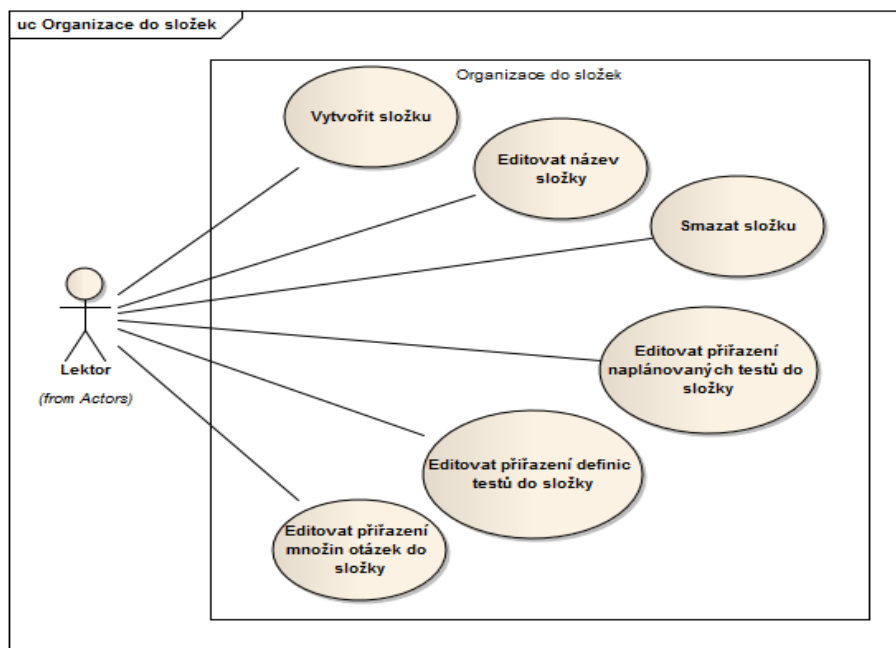 uc Organizace do složek
Organizace do složek
Vytvořit složku
Editovat název
složky
Smazat složku
Editovat přiřazení
naplánovaných testů do
složky
Lektor
(from Actors)
Editovat přiřazení definic
testů do složky
Editovat přiřazení
množin otázek do
složky